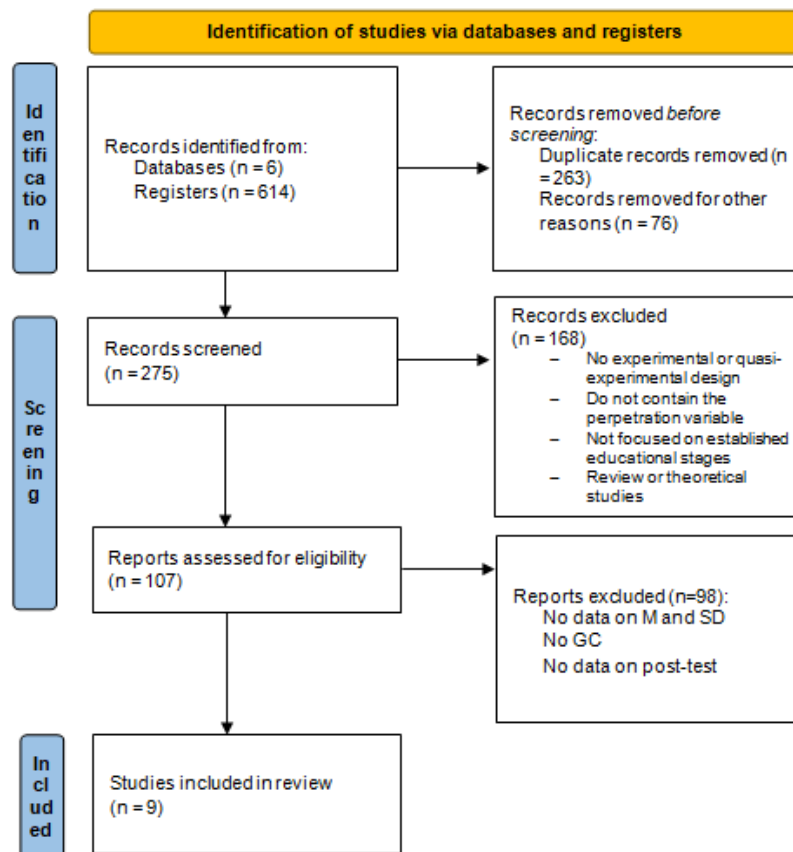 Identification of studies via databases and registers
Id
en
tifi
ca
tio
n
Records identified from:
Databases (n = 6)
Registers (n = 614)
Records removed before
screening:
Duplicate records removed (n
= 263)
Records removed for other
reasons (n = 76)
Sc
re
en
in
g
Records screened
(n = 275)
Records excluded
(n = 168)
– No experimental or quasi-
experimental design
– Do not contain the
perpetration variable
– Not focused on established
educational stages
– Review or theoretical
studies
Reports assessed for eligibility
(n = 107)
Reports excluded (n=98):
No data on M and SD
No GC
No data on post-test
In
cl
ud
ed
Studies included in review
(n = 9)